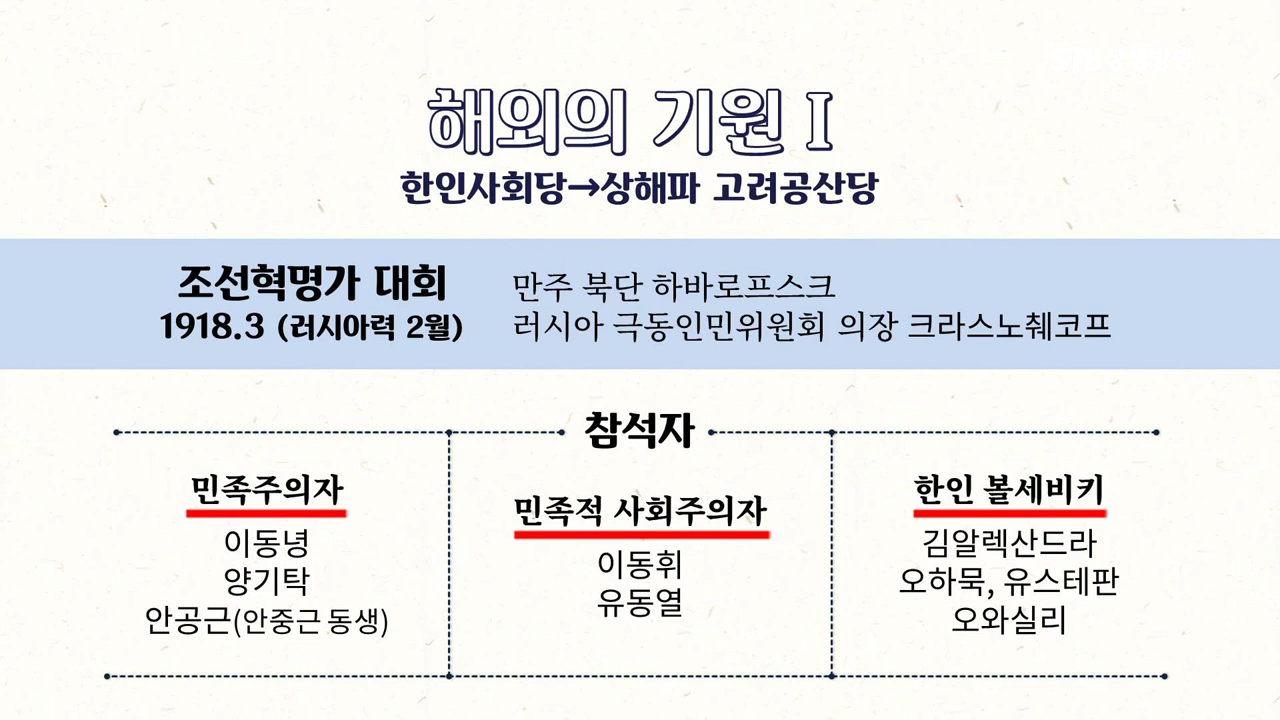 해외의 기원 I
한인사회당→상해파 고려공산당
조선혁명가 대회
1918.3 (러시아력 2월)
만주 북단 하바로프스크
러시아 극동인민위원회 의장 크라스노췌코프
참석자
민족주의자
이동녕
양기탁
안공근(안중근 동생)
민족적 사회주의자
이동휘
유동열
한인 볼세비키
김알렉산드라
오하묵, 유스테판
오와실리